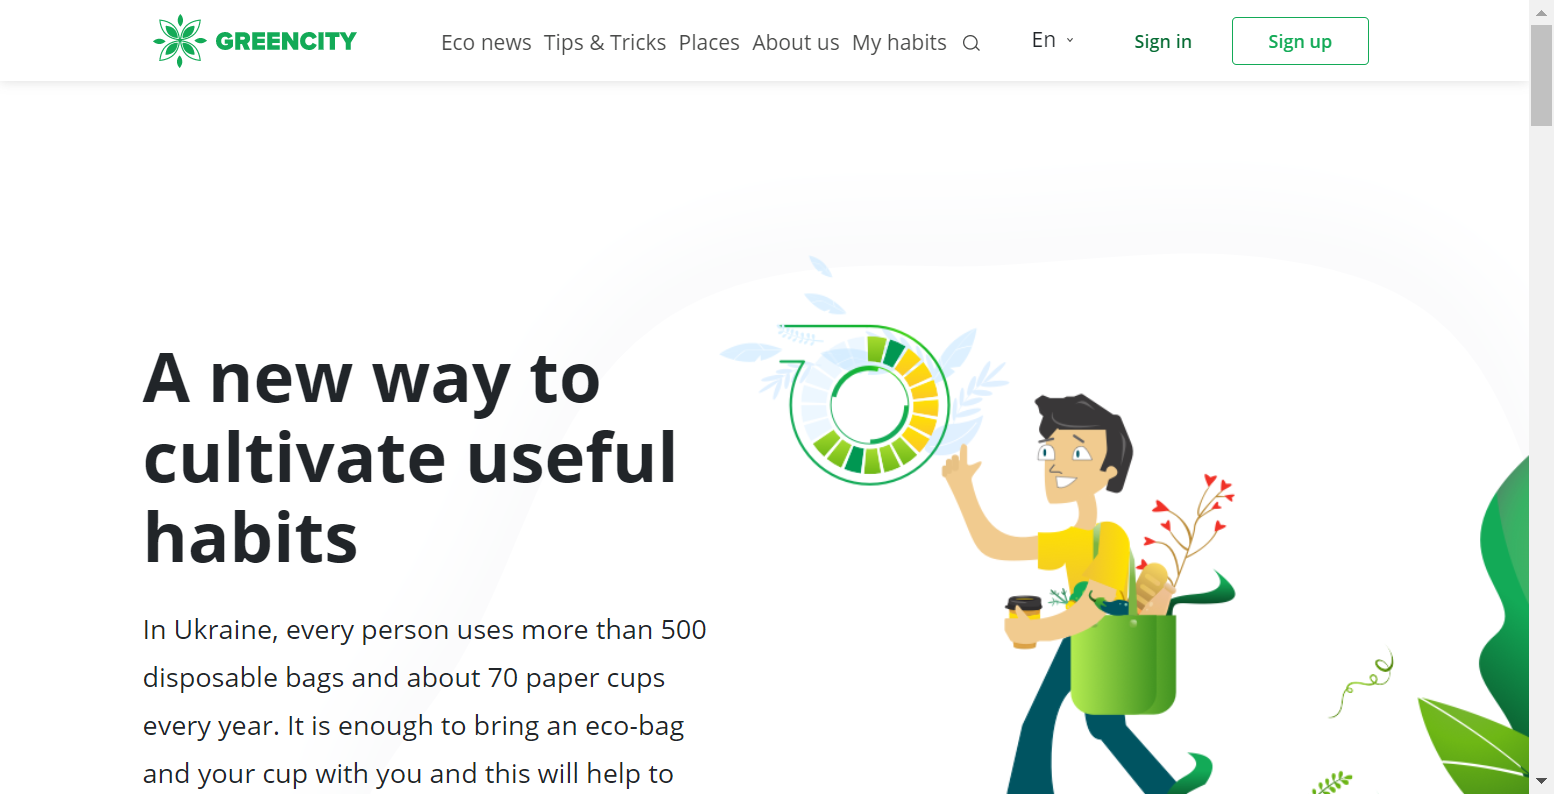 GREENCITY
Eco news Tips & Tricks Places About us My habits
En
Sign in
Sign up
A new way to
cultivate useful
habits
In Ukraine, every person uses more than 500
disposable bags and about 70 paper cups
every year. It is enough to bring an eco-bag
and your cup with you and this will help to